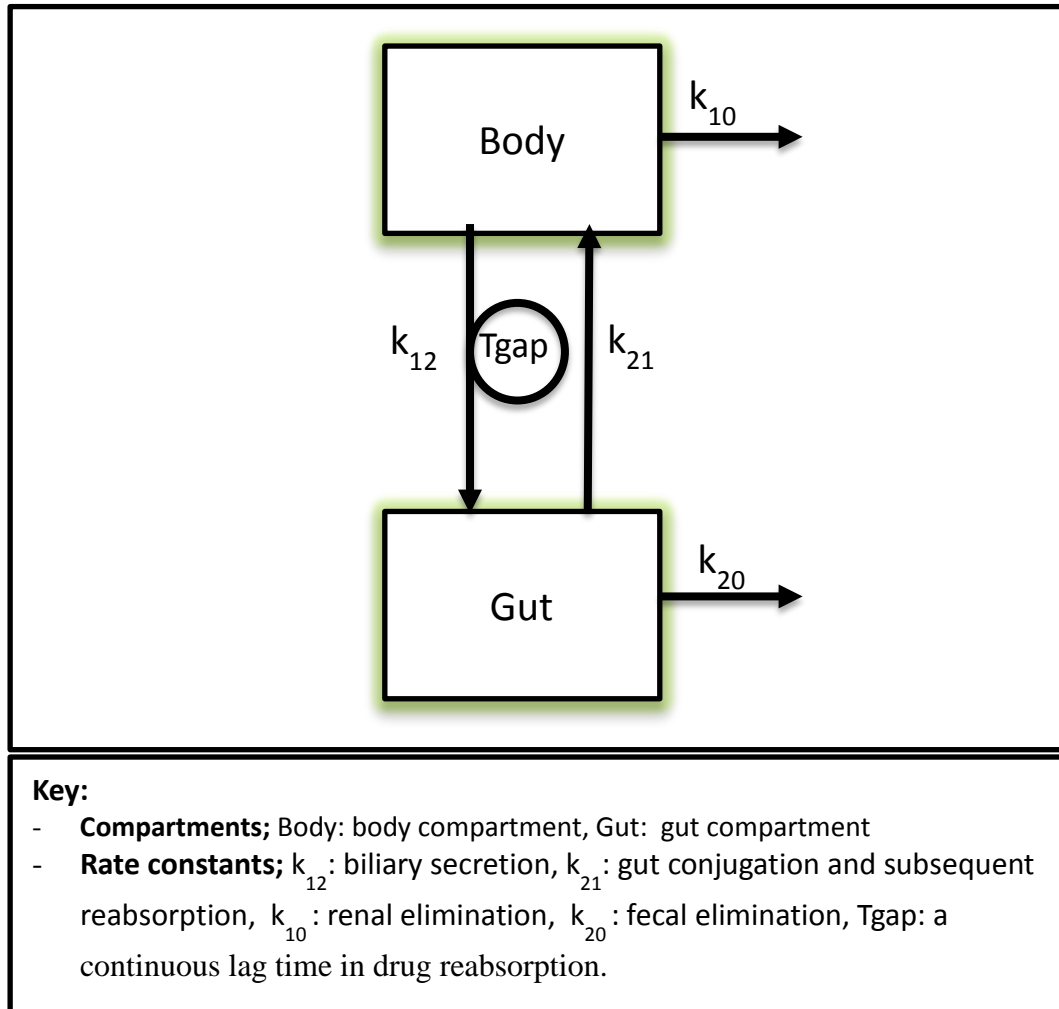 Body
k10
k12
Tgap
k21
Gut
k20
Key:
- Compartments; Body: body compartment, Gut: gut compartment
- Rate constants; k12: biliary secretion, k21: gut conjugation and subsequent
reabsorption, k10 : renal elimination, k20 : fecal elimination, Tgap: a
continuous lag time in drug reabsorption.